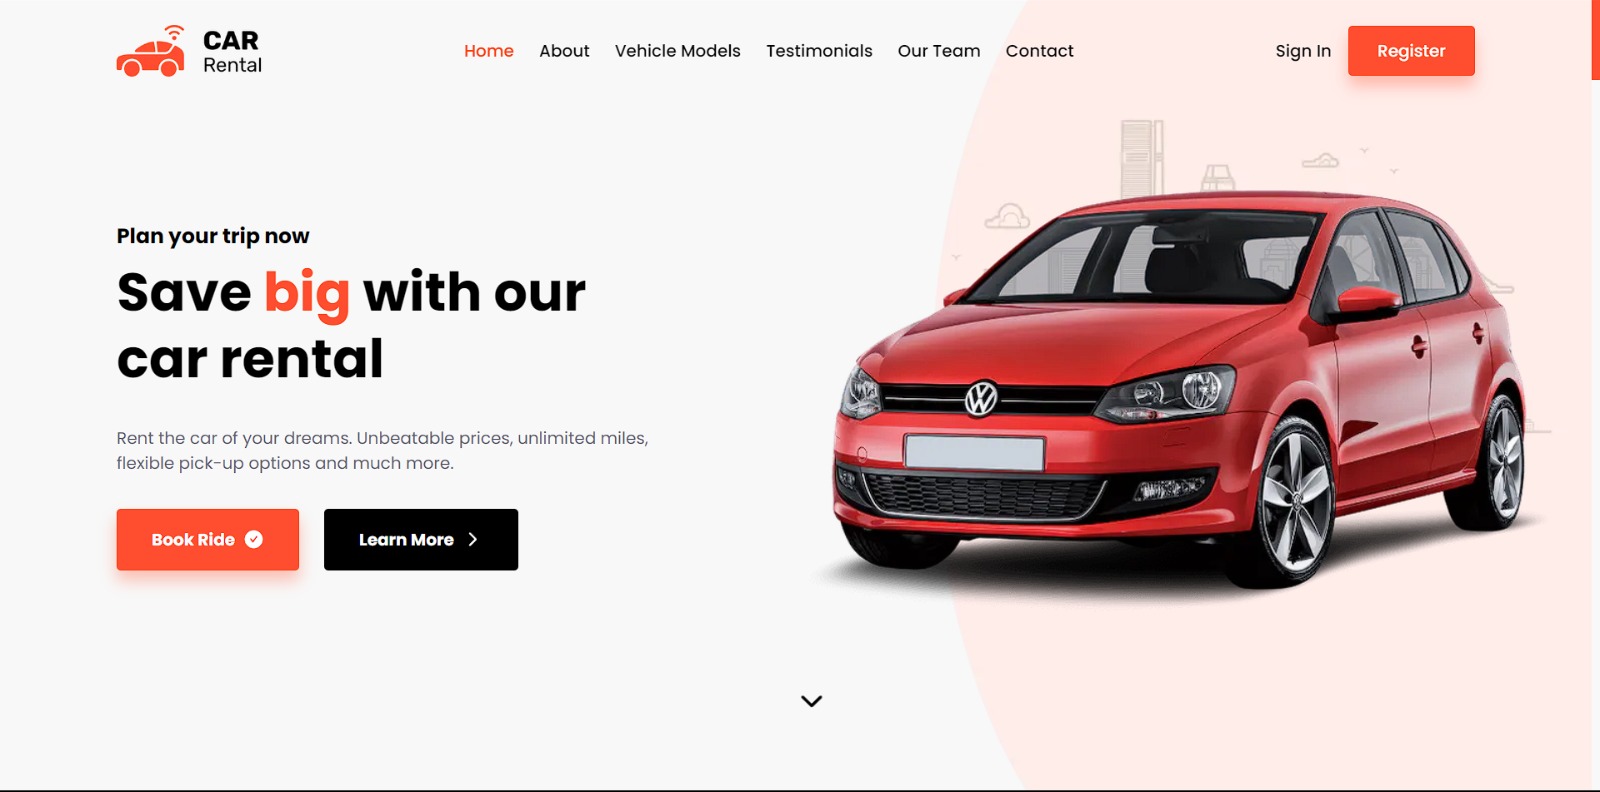 CAR
Rental
Home
About
Vehicle Models
Testimonials
Our Team
Contact
Sign In
Register
Plan your trip now
Save big with our
car rental
Rent the car of your dreams. Unbeatable prices, unlimited miles,
flexible pick-up options and much more.
Book Ride
Learn More